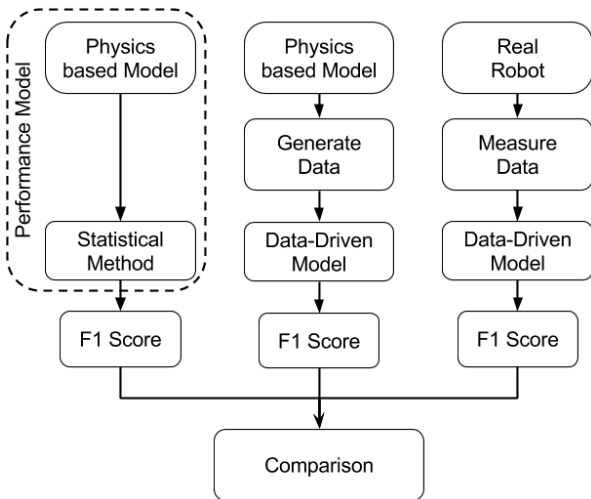 Performance Model
Physics
based Model
Statistical
Method
F1 Score
Physics
based Model
Generate
Data
Data-Driven
Model
F1 Score
Real
Robot
Measure
Data
Data-Driven
Model
F1 Score
Comparison